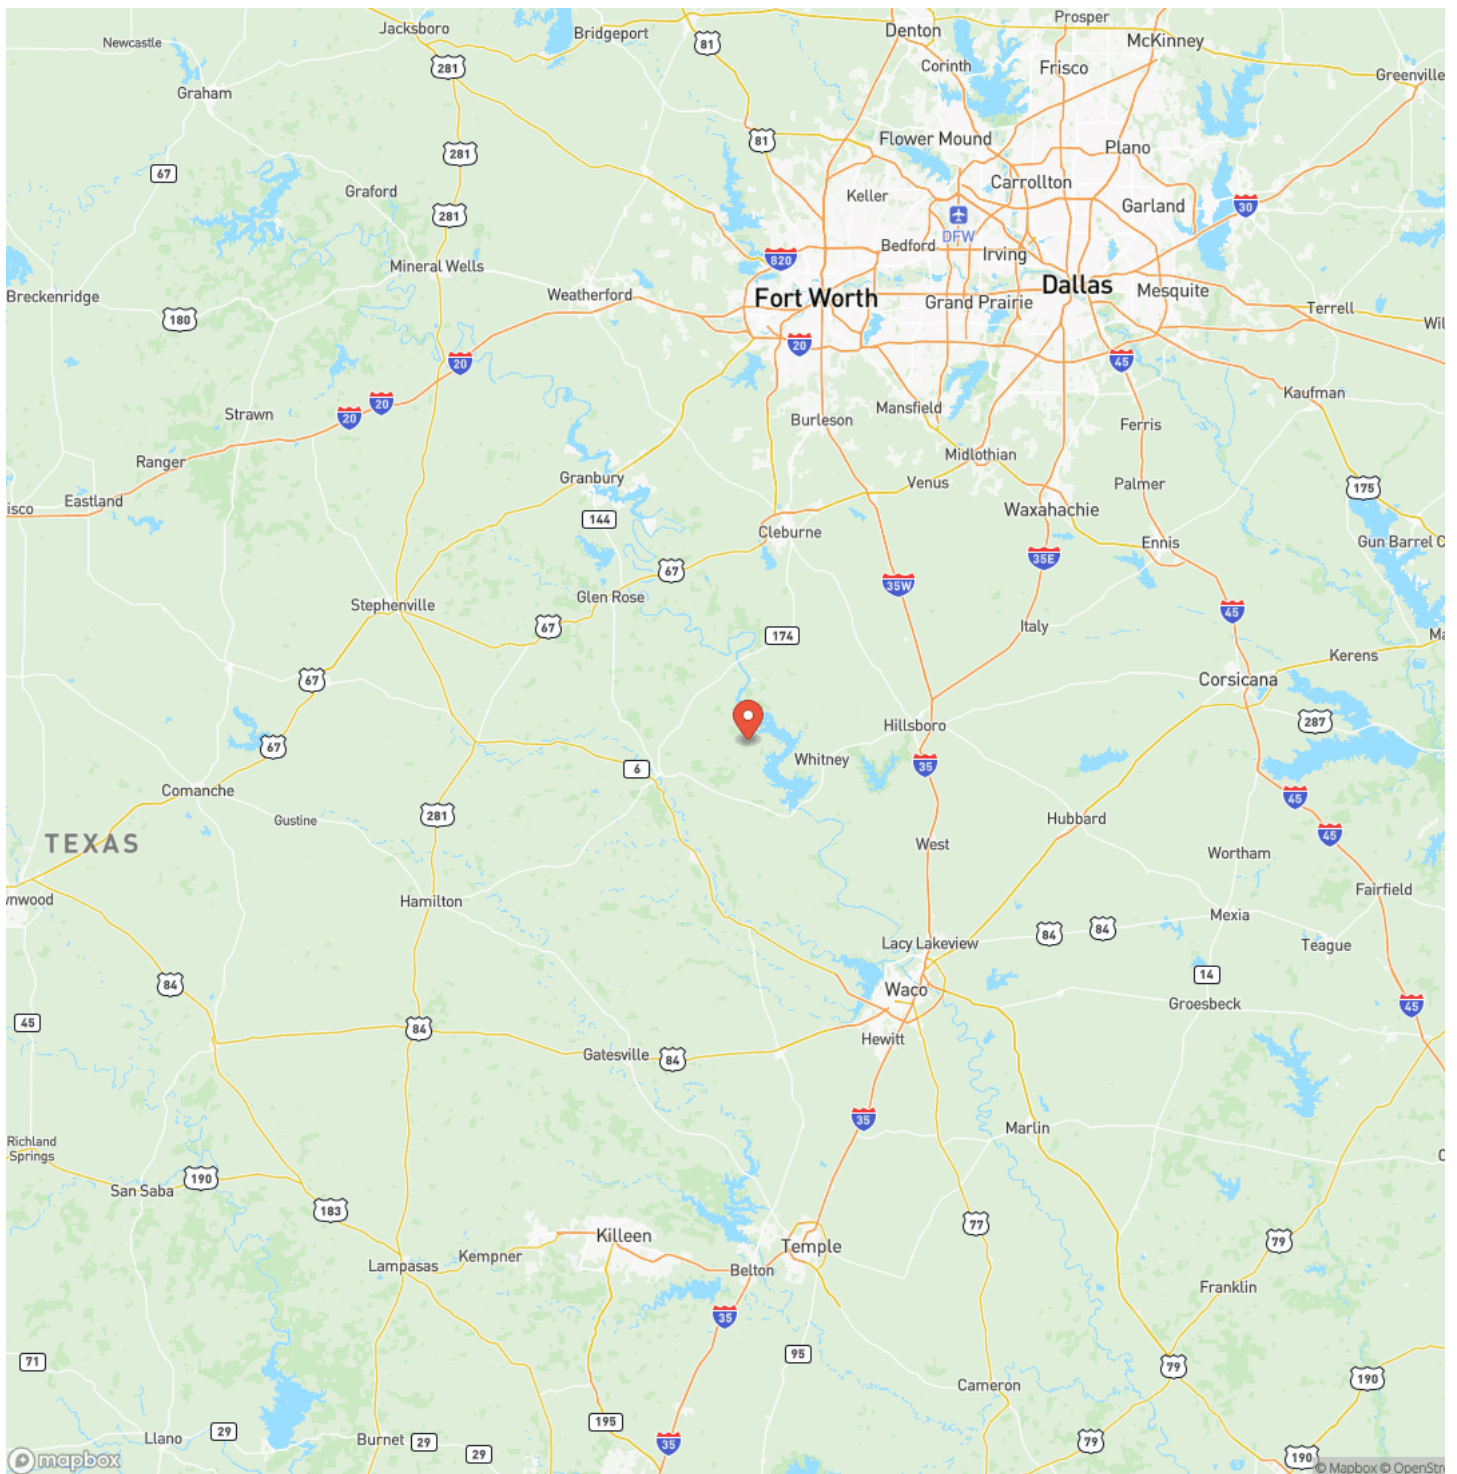 Prosper
Jacksboro
Denton
Bridgeport
McKinney
Newcastle
81
281
Corinth
Frisco
Greenville
Graham
281
81
Flower Mound
Plano
67
Carrollton
Graford
Keller
Garland
30
281
DFW
Bedford
Irving
820
Mineral Wells
Dallas
Mesquite
Breckenridge
Weatherford
Fort Worth
Grand Prairie
Terrell
180
Wil
20
45
20
20
20
Kaufman
Strawn
Mansfield
Burleson
Ferris
Ranger
Midlothian
Granbury
Venus
Palmer
175
Eastland
isco
Waxahachie
144
Cleburne
Ennis
Gun Barrel C
35E
67
35W
Glen Rose
Stephenville
45
67
Italy
174
Ma
Kerens
67
Corsicana
287
Hillsboro
67
Whitney
35
6
Comanche
45
281
Gustine
Hubbard
45
TEXAS
West
Wortham
Fairfield
wnwood
Hamilton
Mexia
84
84
Lacy Lakeview
Teague
84
14
Waco
Groesbeck
45
45
84
Hewitt
Gatesville
84
35
Marlin
Richland
Springs
C
190
San Saba
183
77
Killeen
79
Temple
Kempner
Lampasas
Belton
Franklin
35
95
71
79
190
Cameron
195
29
Llano
Burnet
29
79
35
29
190
mapbox
© Mapbox © OpenStre